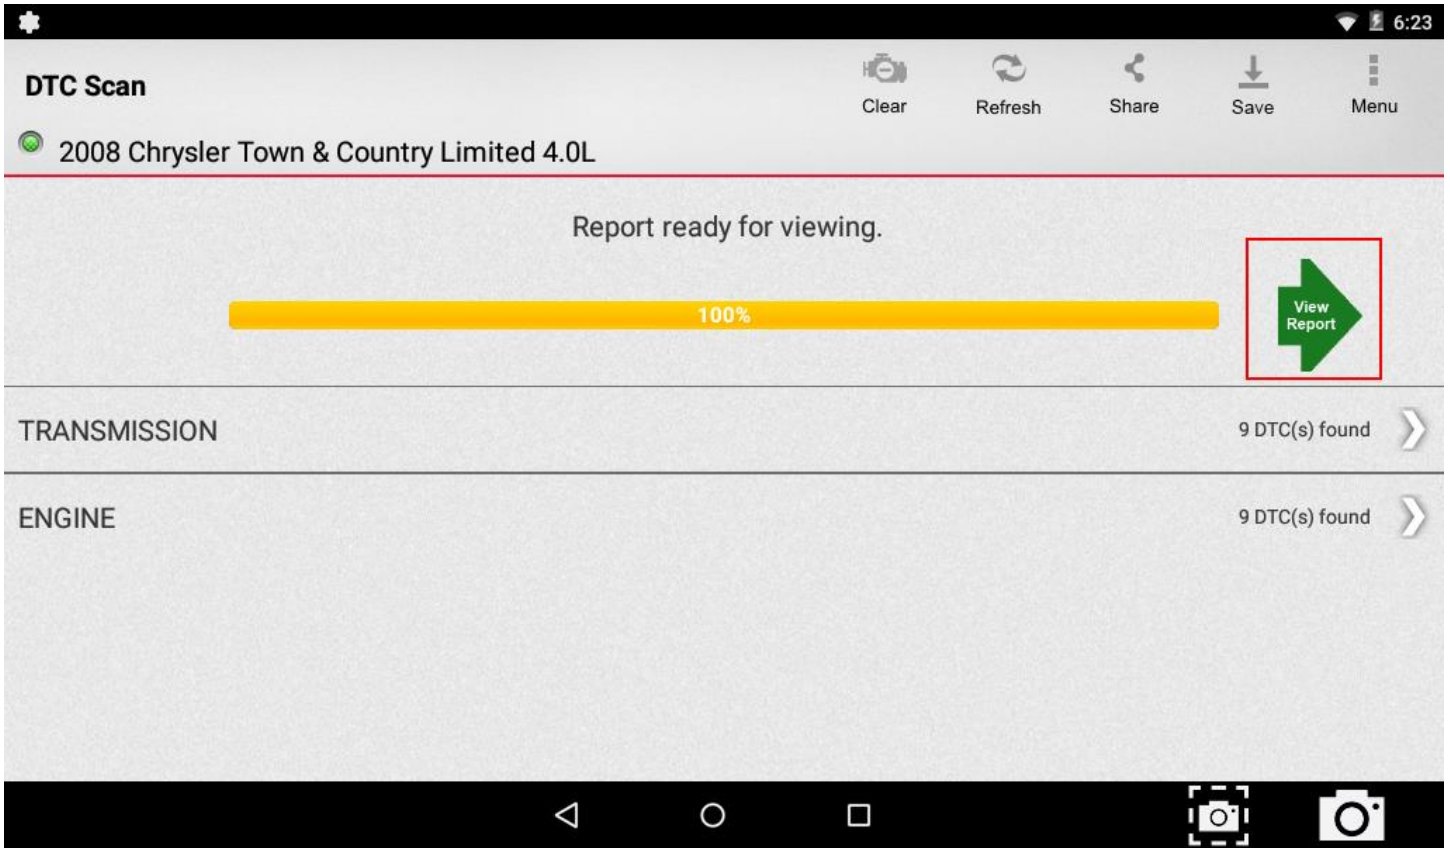 6:23
DTC Scan
Clear
Refresh
Share
Save
Menu
2008 Chrysler Town & Country Limited 4.0L
Report ready for viewing.
100%
View
Report
TRANSMISSION
9 DTC(s) found
ENGINE
9 DTC(s) found